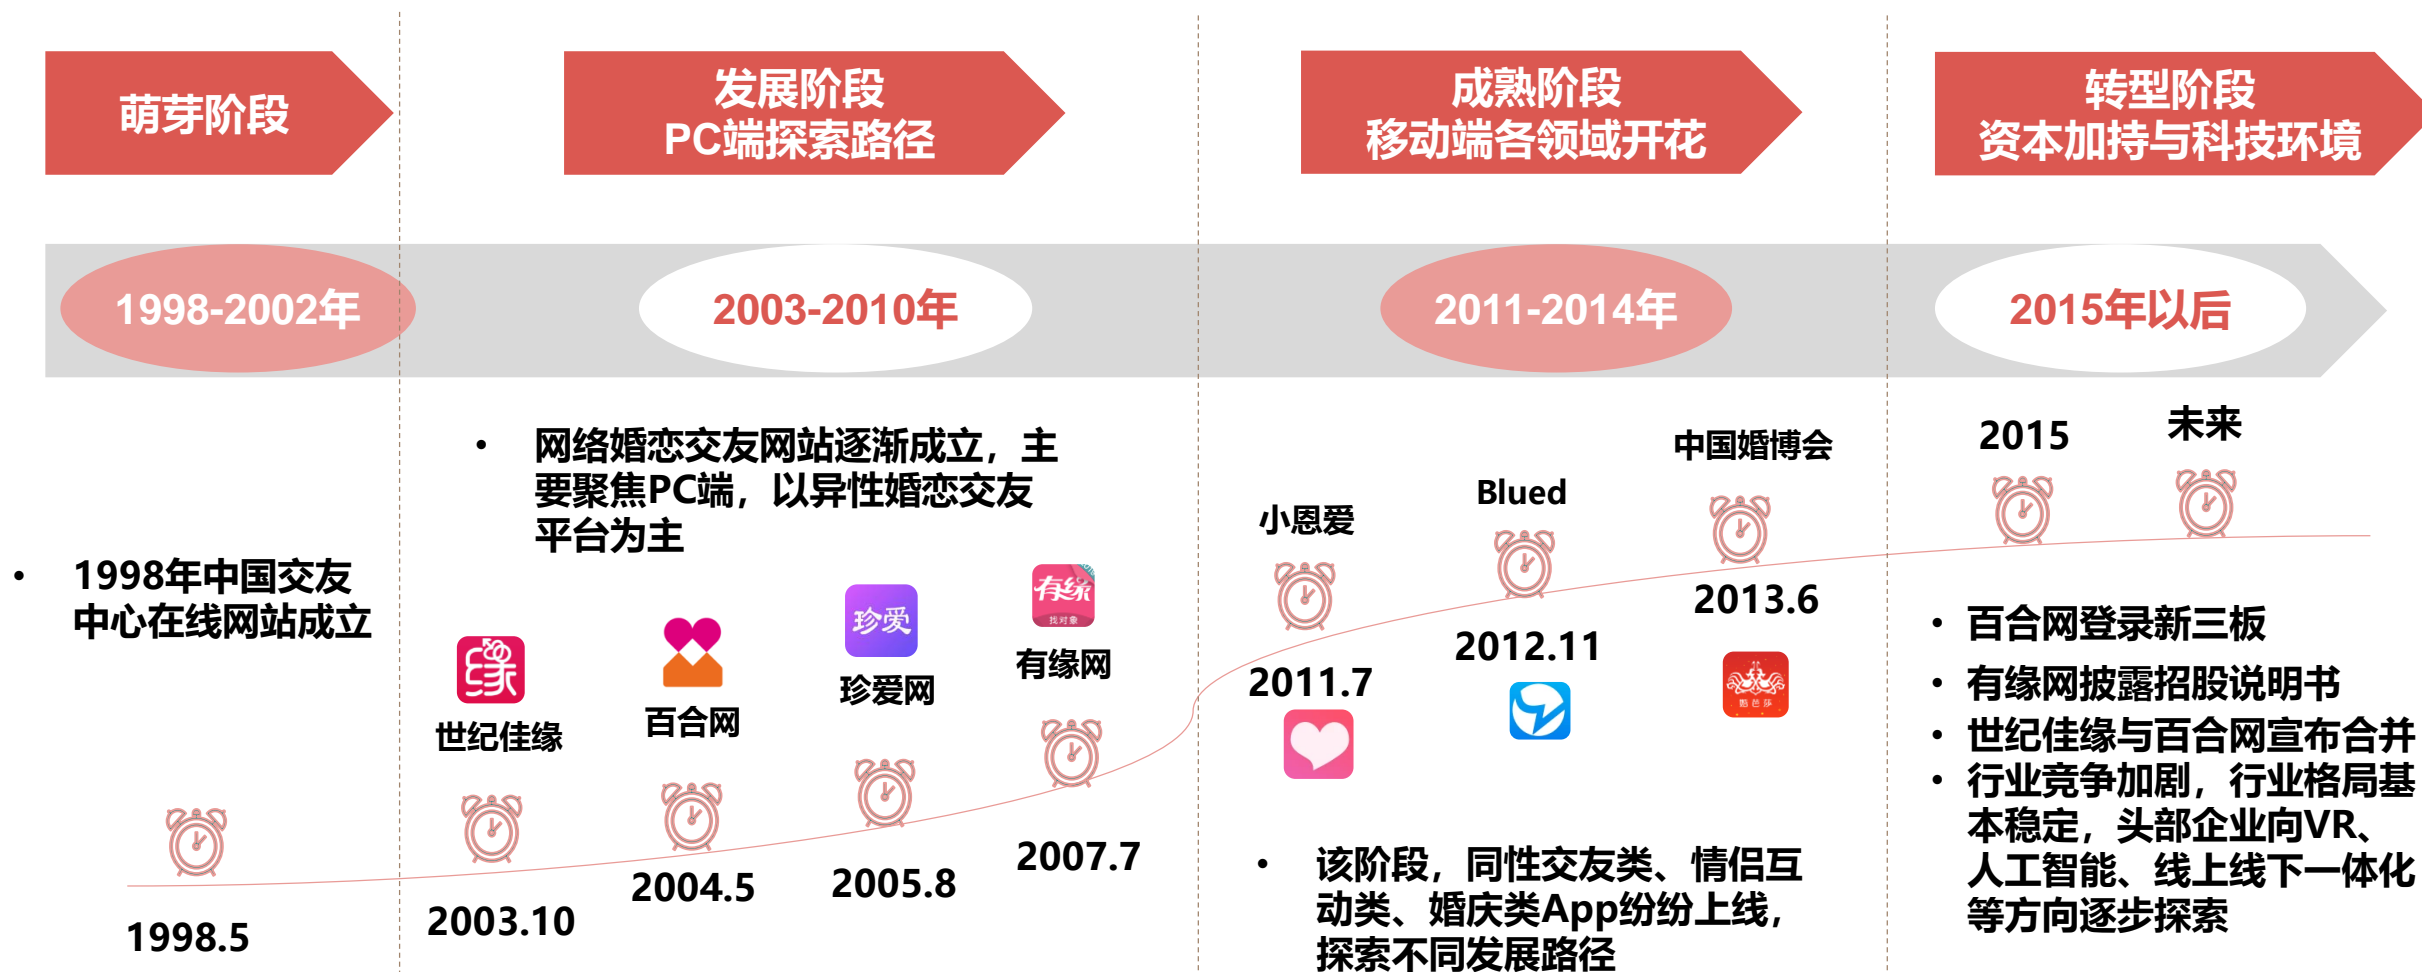 萌芽阶段
发展阶段
PC端探索路径
成熟阶段
移动端各领域开花
转型阶段
资本加持与科技环境
1998-2002年
2003-2010年
2011-2014年
2015年以后
• 1998年中国交友
中心在线网站成立
1998.5
• 网络婚恋交友网站逐渐成立，主
要聚焦PC端，以异性婚恋交友
平台为主
缘
世纪佳缘
2003.10
百合网
2004.5
珍爱
珍爱网
2005.8
有缘
找对象
有缘网
2007.7
小恩爱
2011.7
Blued
2012.11
中国婚博会
2013.6
• 该阶段，同性交友类、情侣互
动类、婚庆类App纷纷上线，
探索不同发展路径
2015
未来
• 百合网登录新三板
• 有缘网披露招股说明书
• 世纪佳缘与百合网宣布合并
• 行业竞争加剧，行业格局基
本稳定，头部企业向VR、
人工智能、线上线下一体化
等方向逐步探索